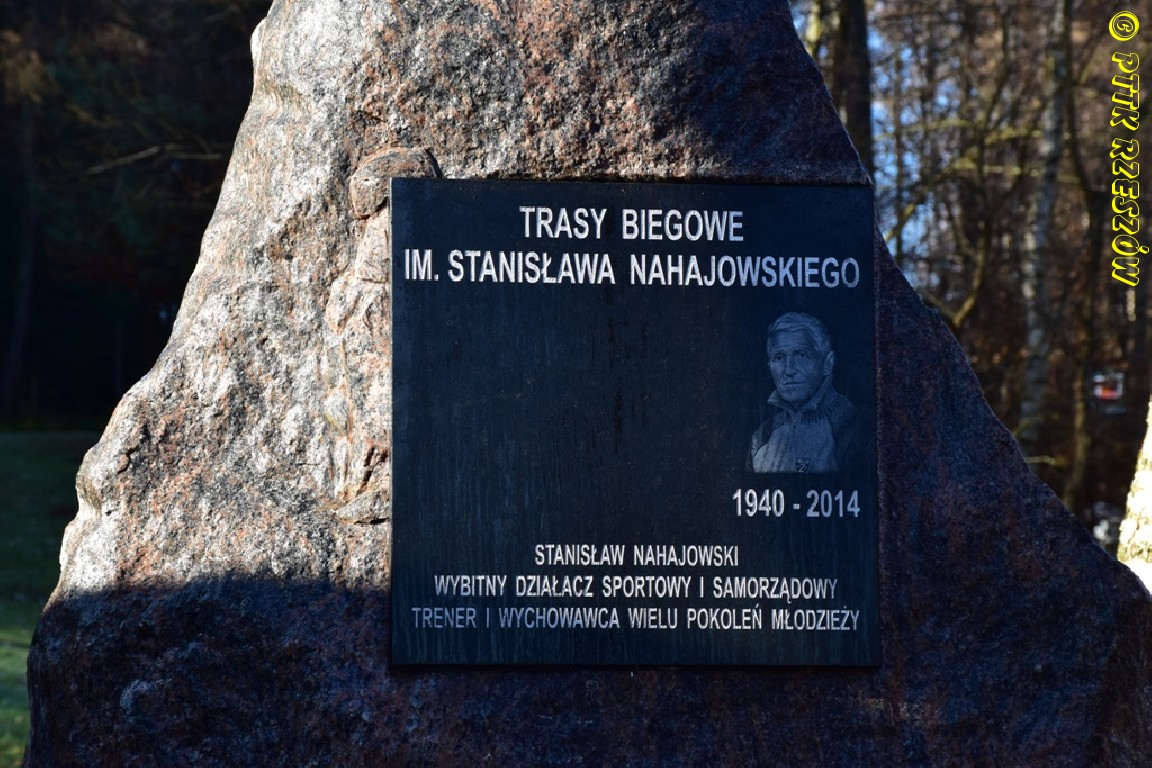 TRASY BIEGOWE
IM. STANISŁAWA NAHAJOWSKIEGO
1940 - 2014
STANISŁAW NAHAJOWSKI
WYBITNY DZIAŁACZ SPORTOWY I SAMORZĄDOWY
TRENER I WYCHOWAWCA WIELU POKOLEŃ MŁODZIEŻY
© PTTK RZESZÓW